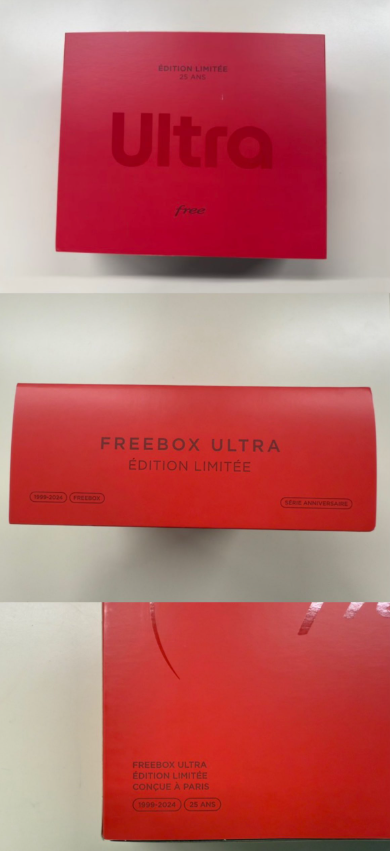 ÉDITION LIMITÉE
25 ANS
Ultra
free
FREEBOX ULTRA
ÉDITION LIMITÉE
1999-2024 FREEBOX SÉRIE ANNIVERSAIRE
FREEBOX ULTRA
ÉDITION LIMITÉE
CONÇUE À PARIS
1999-2024 25 ANS